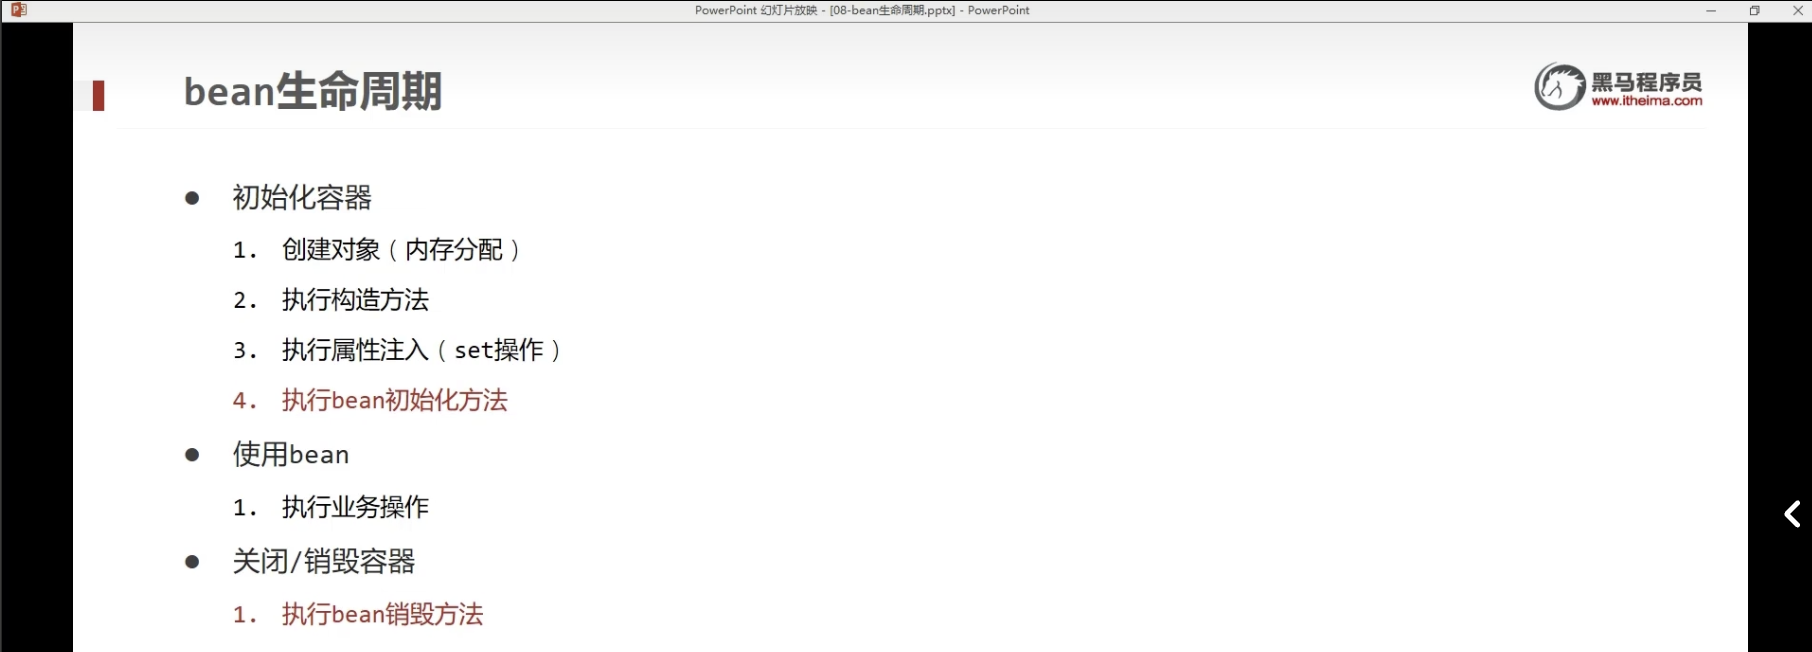 PowerPoint 幻灯片放映 - [08-bean生命周期.pptx] - PowerPoint
bean生命周期
黑马程序员
www.itheima.com
● 初始化容器
1. 创建对象（内存分配）
2. 执行构造方法
3. 执行属性注入（set操作）
4. 执行bean初始化方法
● 使用bean
1. 执行业务操作
● 关闭/销毁容器
1. 执行bean销毁方法